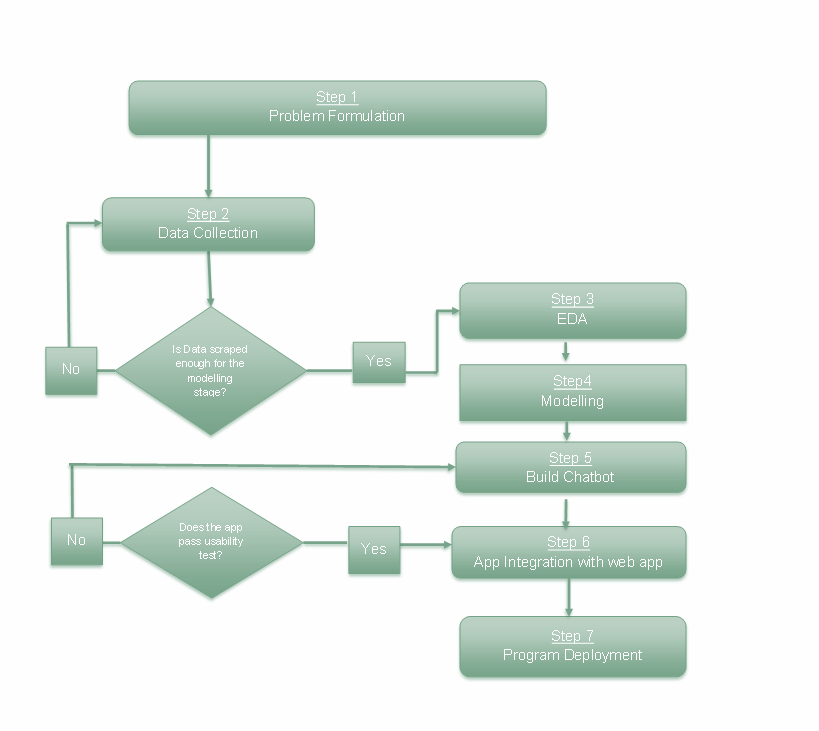 Step 1
Problem Formulation
Step 2
Data Collection
Is Data scraped
enough for the
modelling
stage?
No
Yes
Step 3
EDA
Step4
Modelling
Step 5
Build Chatbot
Does the app
pass usability
test?
No
Yes
Step 6
App Integration with web app
Step 7
Program Deployment